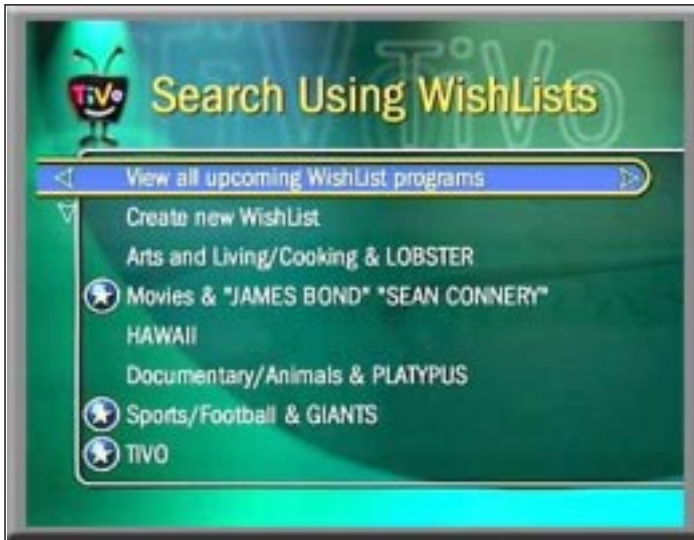 TiVo
TiVo
Search Using WishLists
View all upcoming WishList programs
Create new WishList
Arts and Living/Cooking & LOBSTER
Movies & "JAMES BOND" "SEAN CONNERY"
HAWAII
Documentary/Animals & PLATYPUS
Sports/Football & GIANTS
TIVO